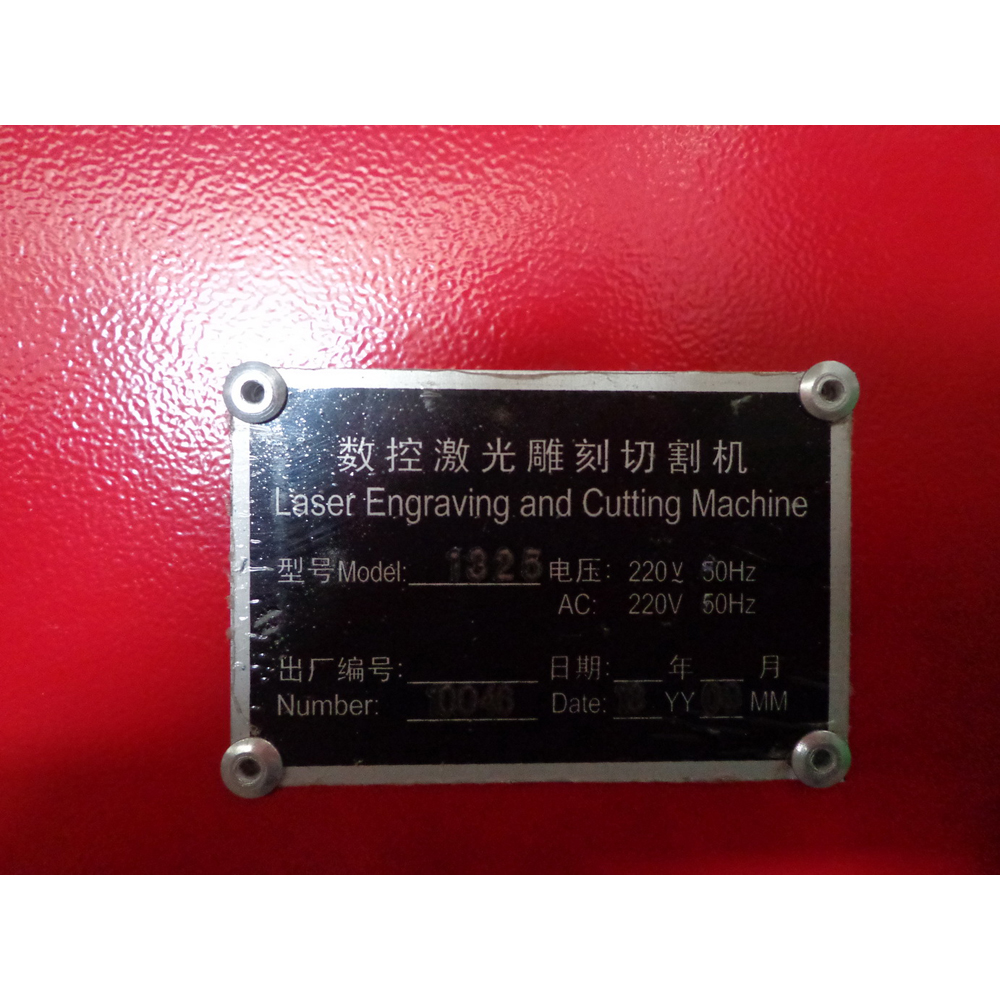 数控激光雕刻切割机
Laser Engraving and Cutting Machine
型号Model: 1325 电压: 220V 50Hz
AC: 220V 50Hz
出厂编号: 日期: 年 月
Number: 10046 Date: YY MM